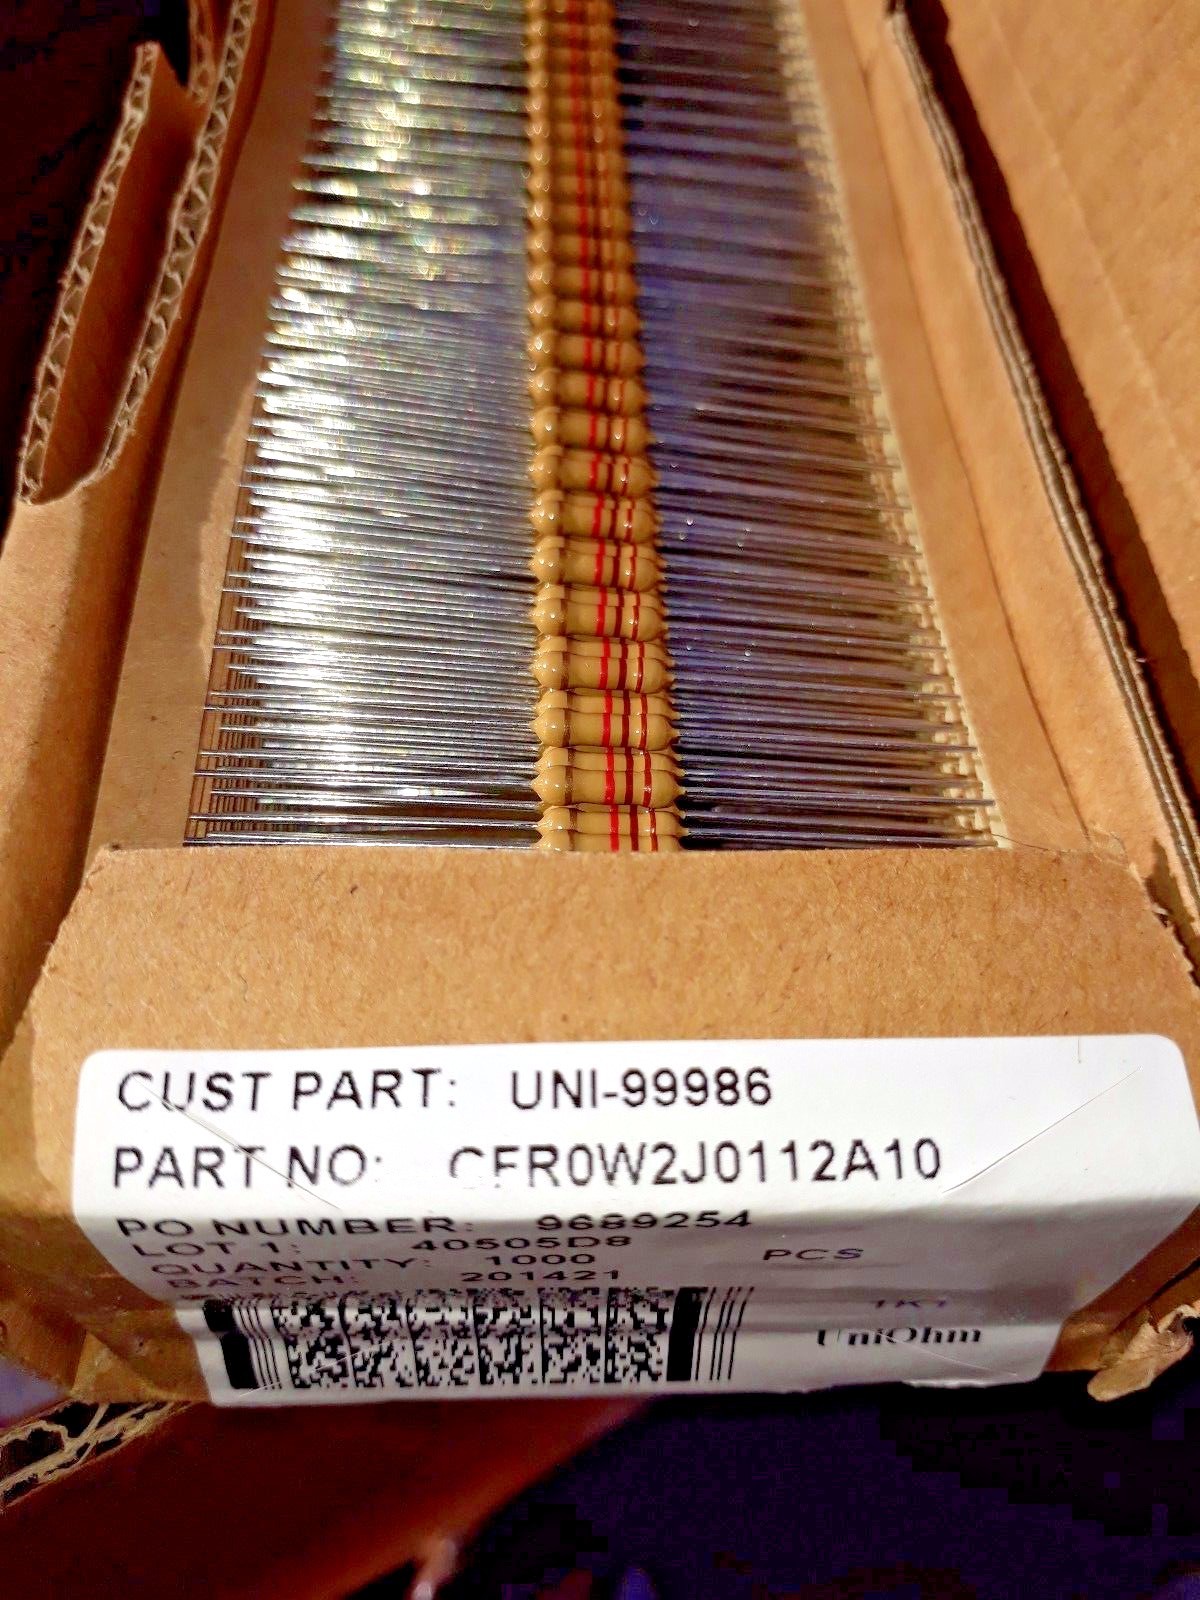 CUST PART: UNI-99986
PART NO: CFR0W2J0112A10
PO NUMBER: 9689254
LOT 1: 40505D8
QUANTITY: 1000 PCS
BATCH: 201421
1K1
UniOhm